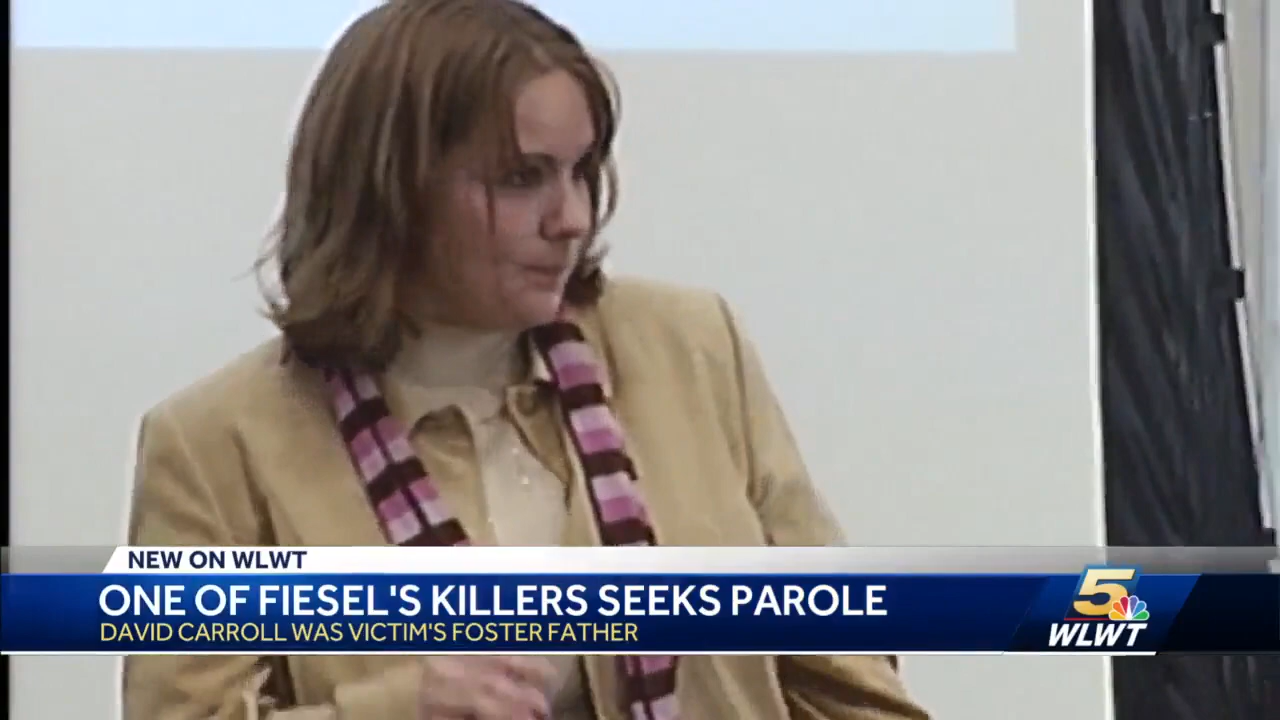 NEW ON WLWT
ONE OF FIESEL'S KILLERS SEEKS PAROLE
DAVID CARROLL WAS VICTIM'S FOSTER FATHER
5
WLWT